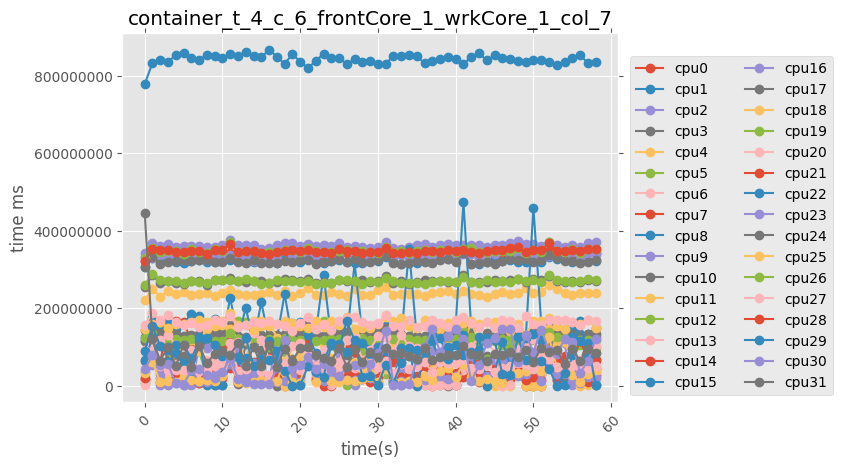 container_t_4_c_6_frontCore_1_wrkCore_1_col_7
time ms
800000000
600000000
400000000
200000000
0
0
10
20
30
40
50
60
time(s)
cpu0
cpu1
cpu2
cpu3
cpu4
cpu5
cpu6
cpu7
cpu8
cpu9
cpu10
cpu11
cpu12
cpu13
cpu14
cpu15
cpu16
cpu17
cpu18
cpu19
cpu20
cpu21
cpu22
cpu23
cpu24
cpu25
cpu26
cpu27
cpu28
cpu29
cpu30
cpu31